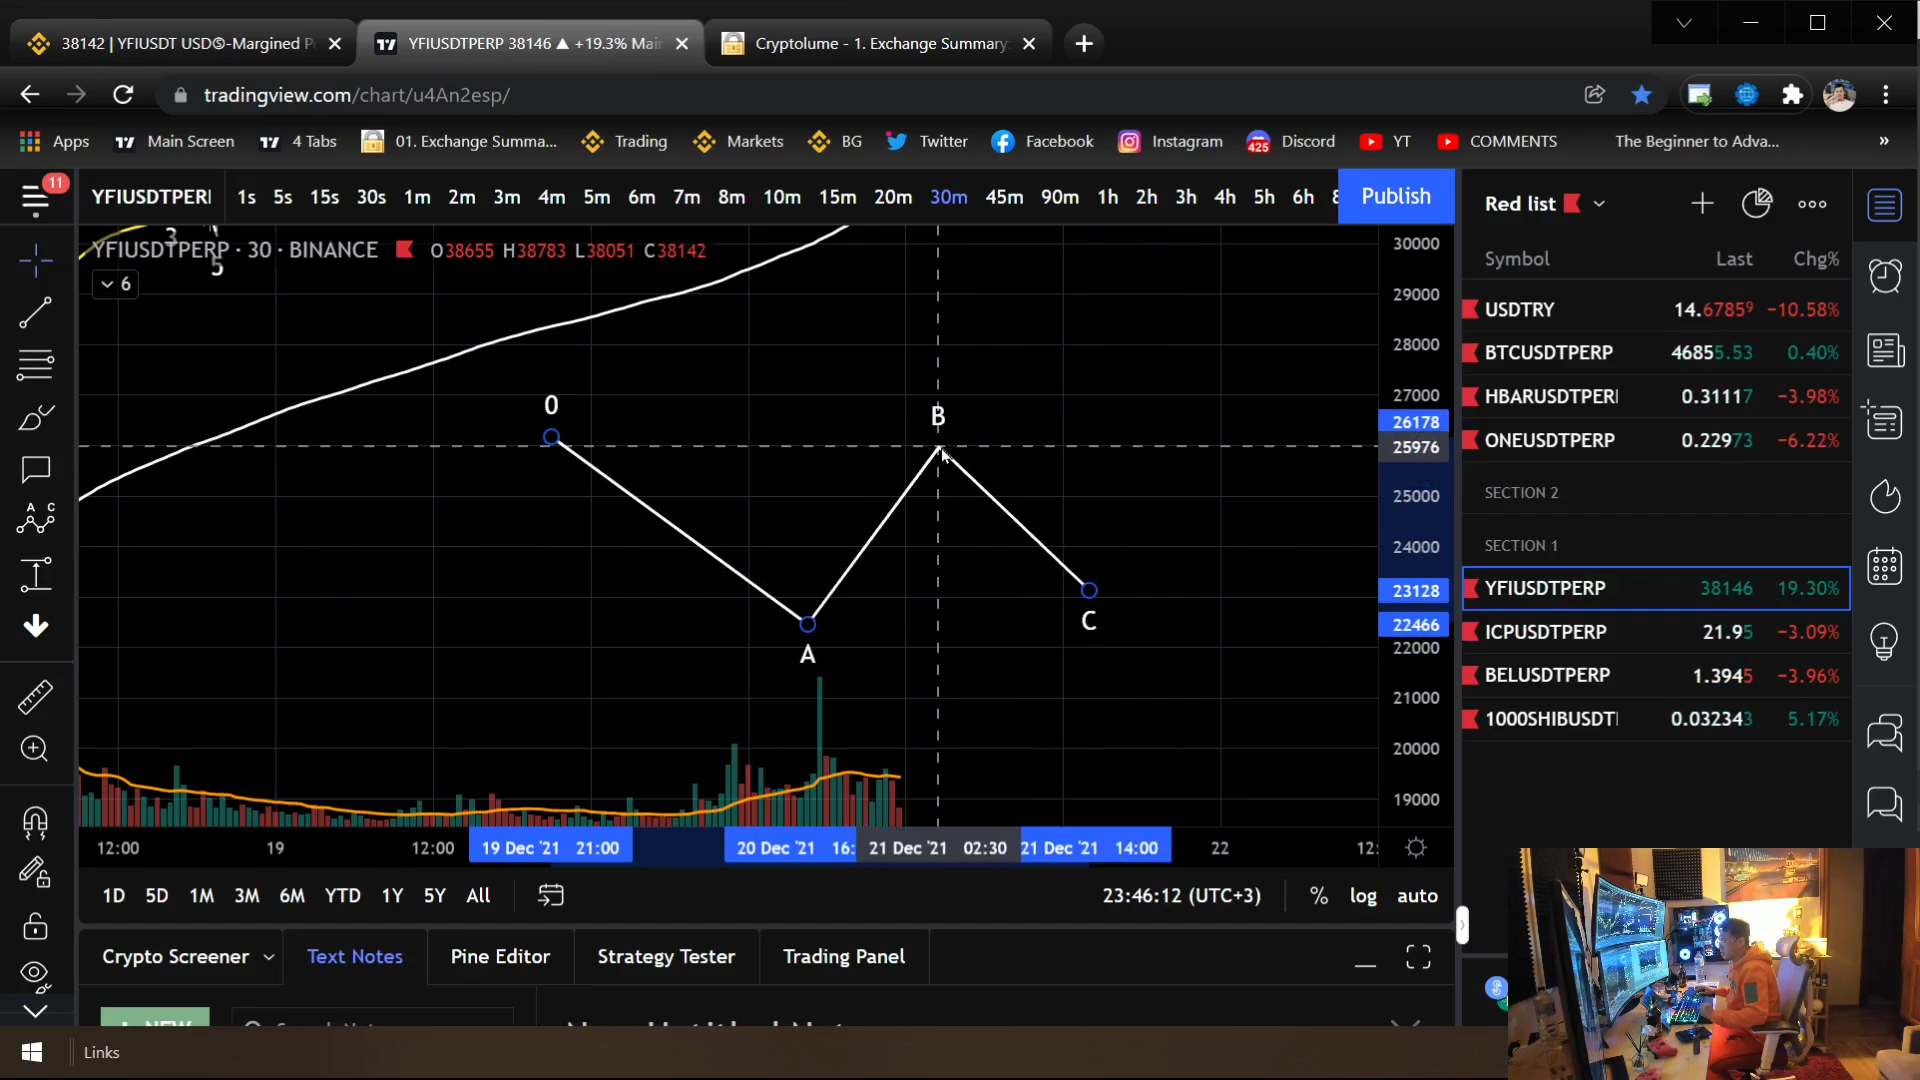 38142 | YFIUSDT USDⓈ-Margined P
YFIUSDTPERP 38146 ▲ +19.3% Mai
Cryptolume - 1. Exchange Summary
tradingview.com/chart/u4An2esp/
Apps
Main Screen
4 Tabs
01. Exchange Summa...
Trading
Markets
BG
Twitter
Facebook
Instagram
425
Discord
YT
COMMENTS
The Beginner to Adva...
»
11
YFIUSDTPERI
1s 5s 15s 30s 1m 2m 3m 4m 5m 6m 7m 8m 10m 15m 20m 30m 45m 90m 1h 2h 3h 4h 5h 6h
Publish
YFIUSDTPERP · 30 · BINANCE O38655 H38783 L38051 C38142
3
5
6
0
A
B
C
30000
29000
28000
27000
26178
25976
25000
24000
23128
22466
22000
21000
20000
19000
12:00
19
12:00
19 Dec '21 21:00
20 Dec '21 16:
21 Dec '21 02:30
21 Dec '21 14:00
22
12:
1D 5D 1M 3M 6M YTD 1Y 5Y All
23:46:12 (UTC+3)
% log auto
Crypto Screener
Text Notes
Pine Editor
Strategy Tester
Trading Panel
Red list
Symbol Last Chg%
USDTRY 14.6785⁹ −10.58%
BTCUSDTPERP 46855.53 0.40%
HBARUSDTPERI 0.31117 −3.98%
ONEUSDTPERP 0.22973 −6.22%
SECTION 2
SECTION 1
YFIUSDTPERP 38146 19.30%
ICPUSDTPERP 21.95 −3.09%
BELUSDTPERP 1.3945 −3.96%
1000SHIBUSDTI 0.032343 5.17%
A C
Links